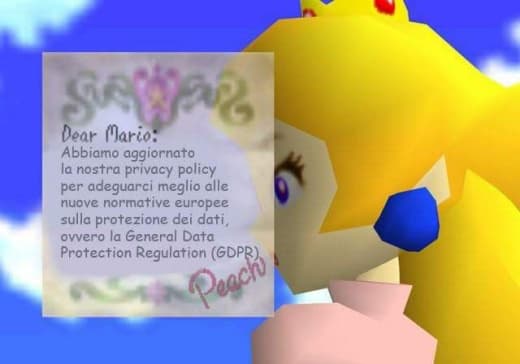 Dear Mario:
Abbiamo aggiornato
la nostra privacy policy
per adeguarci meglio alle
nuove normative europee
sulla protezione dei dati,
ovvero la General Data
Protection Regulation (GDPR)
Peach